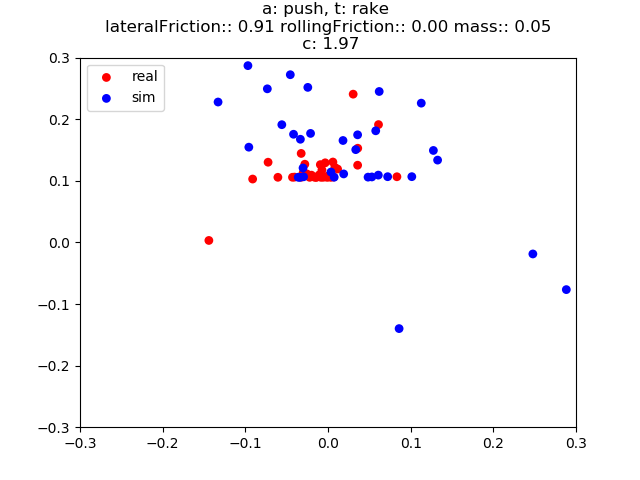 a: push, t: rake
lateralFriction:: 0.91 rollingFriction:: 0.00 mass:: 0.05
c: 1.97
real
sim
0.3
0.2
0.1
0.0
−0.1
−0.2
−0.3
−0.3
−0.2
−0.1
0.0
0.1
0.2
0.3